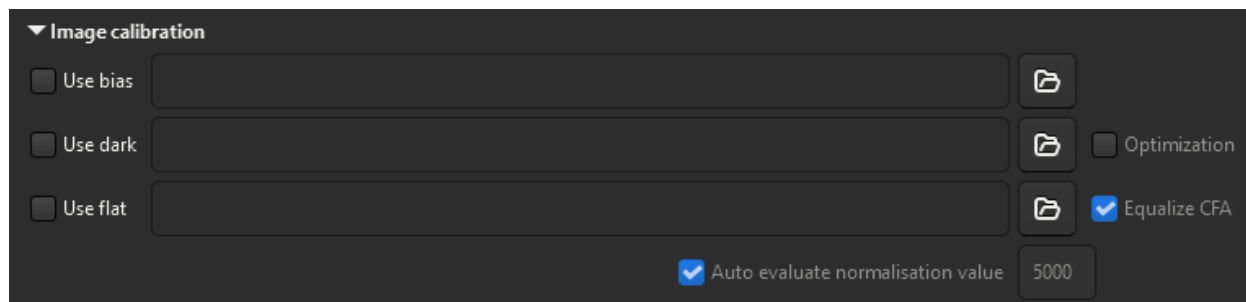 Image calibration
Use bias
Use dark Optimization
Use flat Equalize CFA
Auto evaluate normalisation value 5000